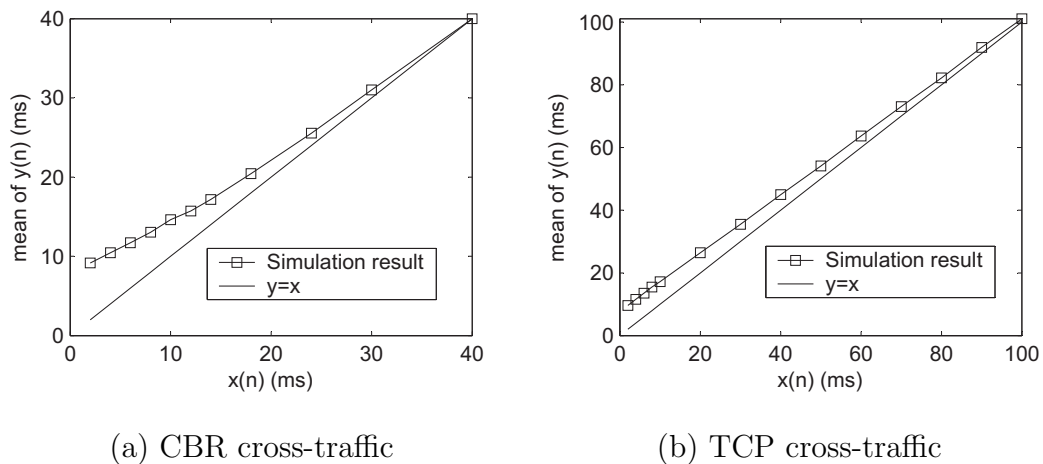 40
30
20
10
0
mean of y(n) (ms)
0 10 20 30 40
x(n) (ms)
Simulation result
y=x
(a) CBR cross-traffic
100
80
60
40
20
0
mean of y(n) (ms)
0 20 40 60 80 100
x(n) (ms)
Simulation result
y=x
(b) TCP cross-traffic